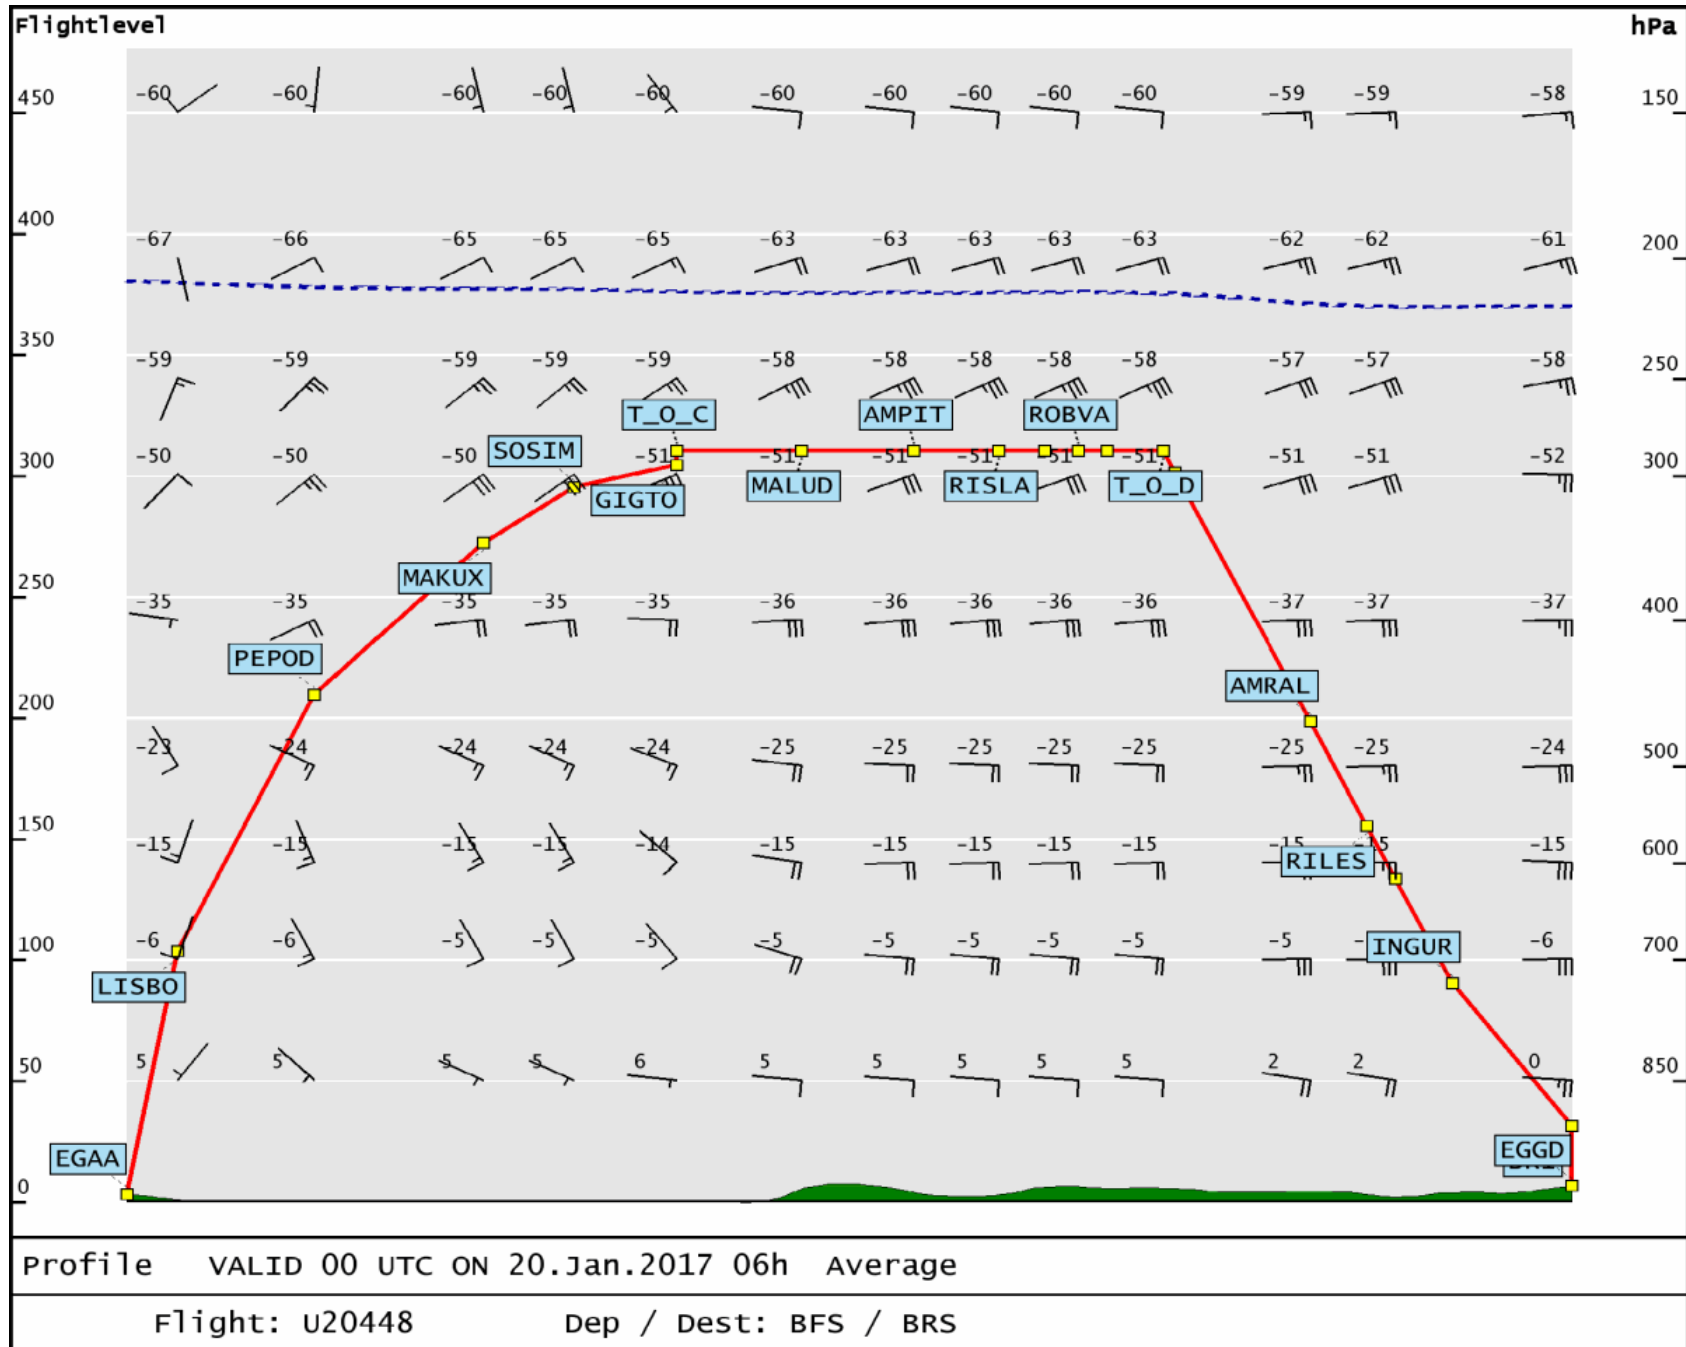 Flightlevel hPa
-60 -60 -60 -60 -60 -60 -60 -60 -60 -60 -59 -59 -58
450 150
400 -67 -66 -65 -65 -65 -63 -63 -63 -63 -63 -62 -62 -61 200
350
-59 -59 -59 -59 -59 -58 -58 -58 -58 -58 -57 -57 -58 250
T_O_C AMPIT ROBVA
SOSIM
300 -50 -50 -50 -51 -51 -51 -51 -51 -51 -51 -51 -52 300
GIGTO MALUD RISLA T_O_D
MAKUX
250
-35 -35 -35 -35 -35 -36 -36 -36 -36 -36 -37 -37 -37 400
PEPOD
AMRAL
200
-23 -24 -24 -24 -24 -25 -25 -25 -25 -25 -25 -25 -24 500
150
-15 -15 -15 -15 -14 -15 -15 -15 -15 -15 -15 -15 600
RILES
100 -6 -6 -5 -5 -5 -5 -5 -5 -5 -5 -5 -6 700
INGUR
LISBO
50 5 5 5 5 6 5 5 5 5 5 2 2 0 850
EGAA EGGD
0
Profile VALID 00 UTC ON 20.Jan.2017 06h Average
Flight: U20448 Dep / Dest: BFS / BRS